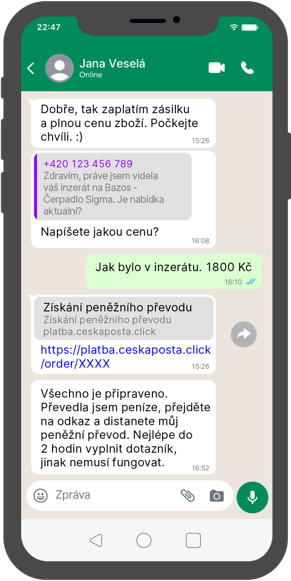 22:47
Jana Veselá
Online
Dobře, tak zaplatím zásilku
a plnou cenu zboží. Počkejte
chvíli. :)
15:26
+420 123 456 789
Zdravím, práve jsem videla
váš inzerát na Bazos -
Čerpadlo Sigma. Je nabídka
aktuální?
Napíšete jakou cenu?
16:08
Jak bylo v inzerátu. 1800 Kč
16:10
Získání peněžního převodu
Získání peněžního převodu
platba.ceskaposta.click
https://platba.ceskaposta.click
/order/XXXX
15:26
Všechno je připraveno.
Převedla jsem peníze, přejděte
na odkaz a distanete můj
peněžní převod. Nejlépe do
2 hodin vyplnit dotazník,
jinak nemusí fungovat.
16:52
Zpráva